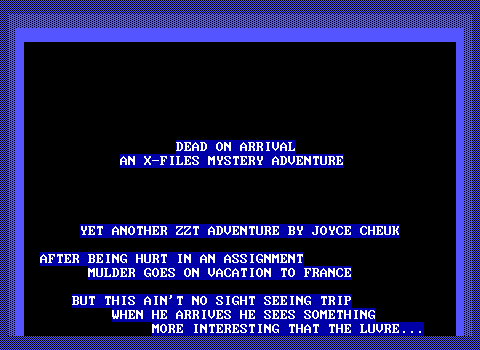 DEAD ON ARRIVAL
AN X-FILES MYSTERY ADVENTURE
YET ANOTHER ZZT ADVENTURE BY JOYCE CHEUK
AFTER BEING HURT IN AN ASSIGNMENT
MULDER GOES ON VACATION TO FRANCE
BUT THIS AIN'T NO SIGHT SEEING TRIP
WHEN HE ARRIVES HE SEES SOMETHING
MORE INTERESTING THAT THE LUVRE...